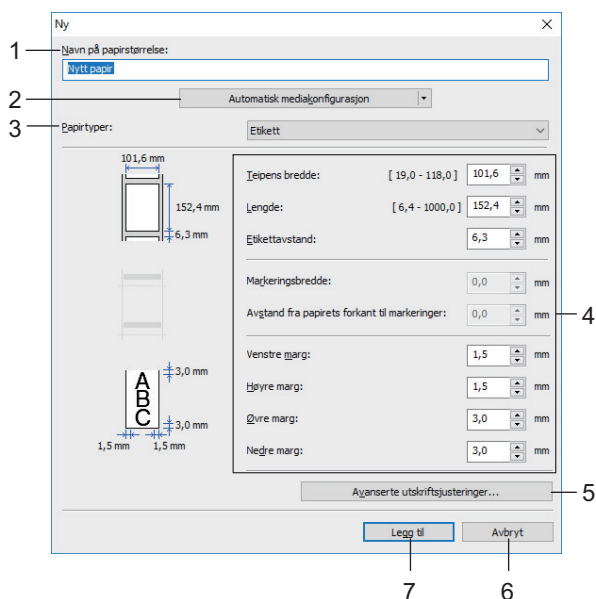 Ny
1
Navn på papirstørrelse:
Nytt papir
2
Automatisk mediakonfigurasjon
3
Papirtyper:
Etikett
101,6 mm
152,4 mm
6,3 mm
Teipens bredde: [ 19,0 - 118,0 ] 101,6 mm
Lengde: [ 6,4 - 1000,0 ] 152,4 mm
Etikettavstand: 6,3 mm
Markeringsbredde: 0,0 mm
Avstand fra papirets forkant til markeringer: 0,0 mm
4
Venstre marg: 1,5 mm
Høyre marg: 1,5 mm
Øvre marg: 3,0 mm
Nedre marg: 3,0 mm
A
B
C
3,0 mm
3,0 mm
1,5 mm 1,5 mm
Avanserte utskriftsjusteringer...
5
Legg til
Avbryt
7
6